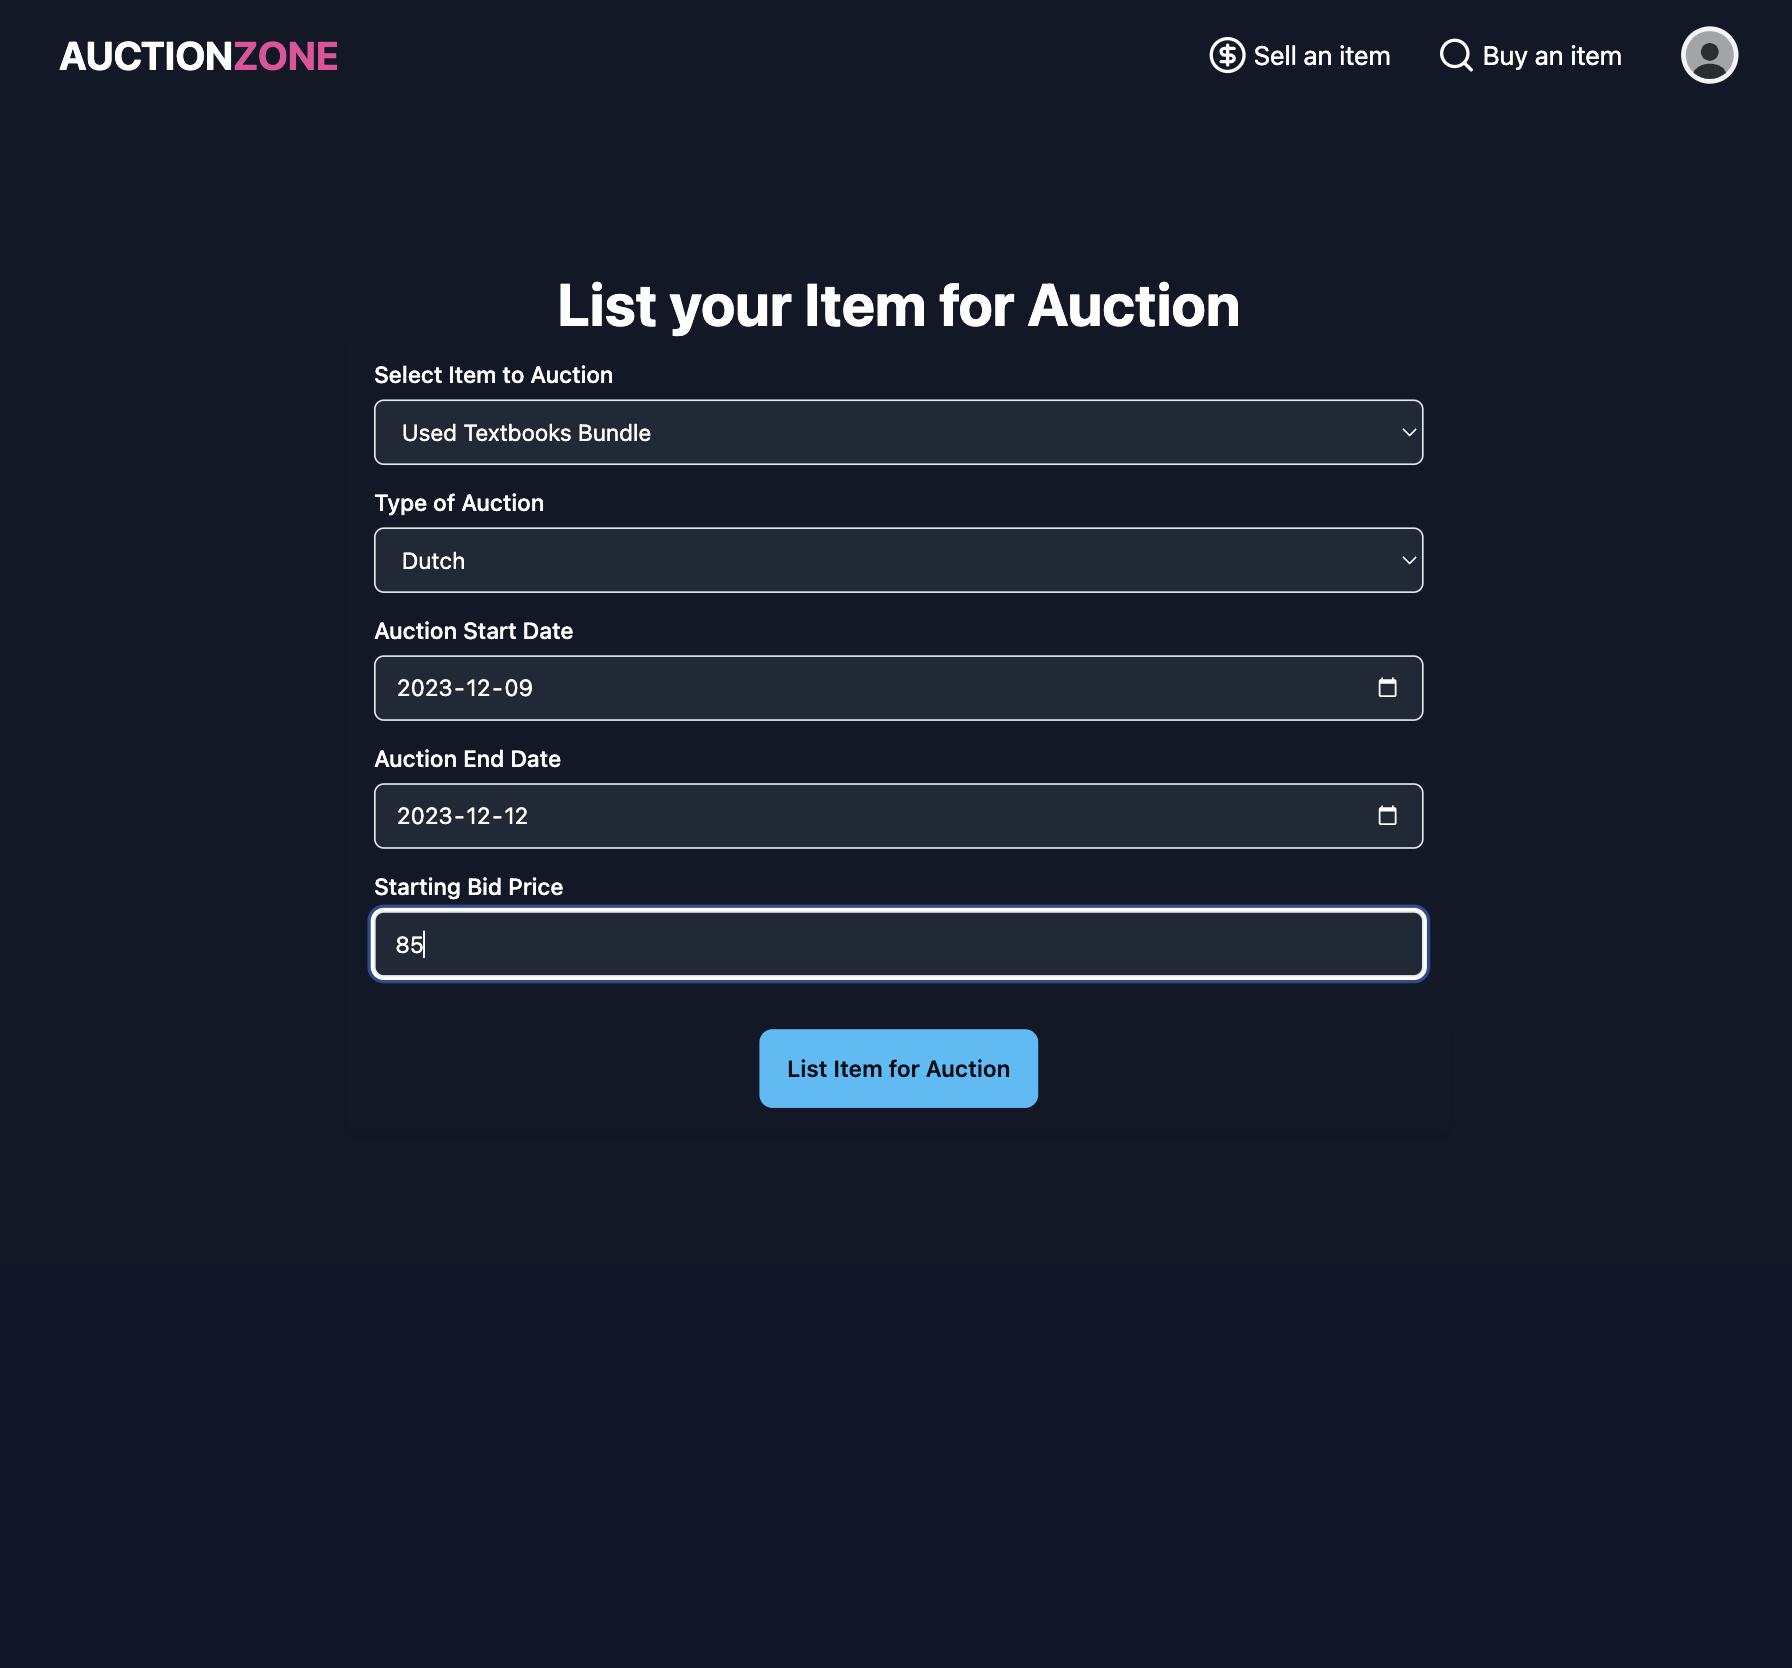 AUCTIONZONE
Sell an item
Buy an item
List your Item for Auction
Select Item to Auction
Used Textbooks Bundle
Type of Auction
Dutch
Auction Start Date
2023-12-09
Auction End Date
2023-12-12
Starting Bid Price
85
List Item for Auction